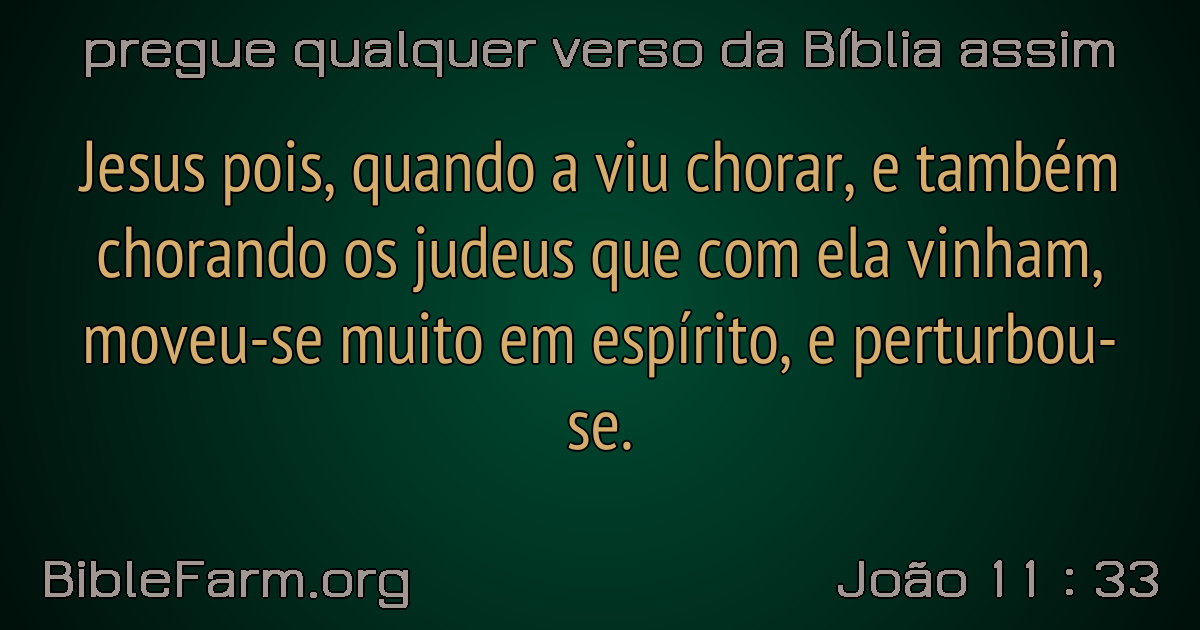 pregue qualquer verso da Bíblia assim
Jesus pois, quando a viu chorar, e também
chorando os judeus que com ela vinham,
moveu-se muito em espírito, e perturbou-
se.
BibleFarm.org
João 11 : 33